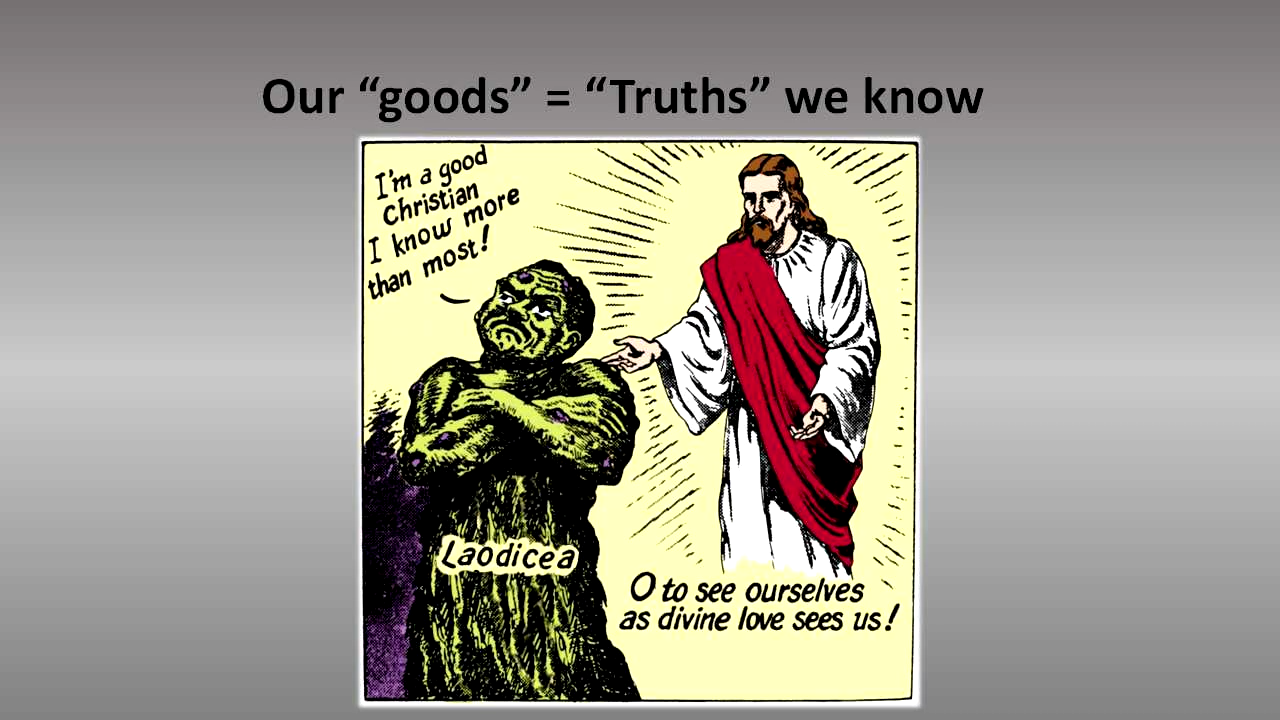 Our “goods” = “Truths” we know
I'm a good
Christian
I know more
than most!
Laodicea
O to see ourselves
as divine love sees us!